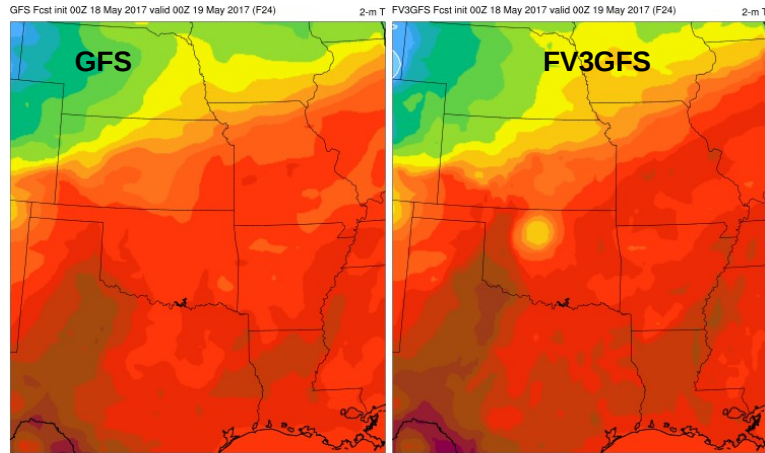 GFS Fcst init 00Z 18 May 2017 valid 00Z 19 May 2017 (F24) 2-m T
FV3GFS Fcst init 00Z 18 May 2017 valid 00Z 19 May 2017 (F24) 2-m T
GFS
FV3GFS